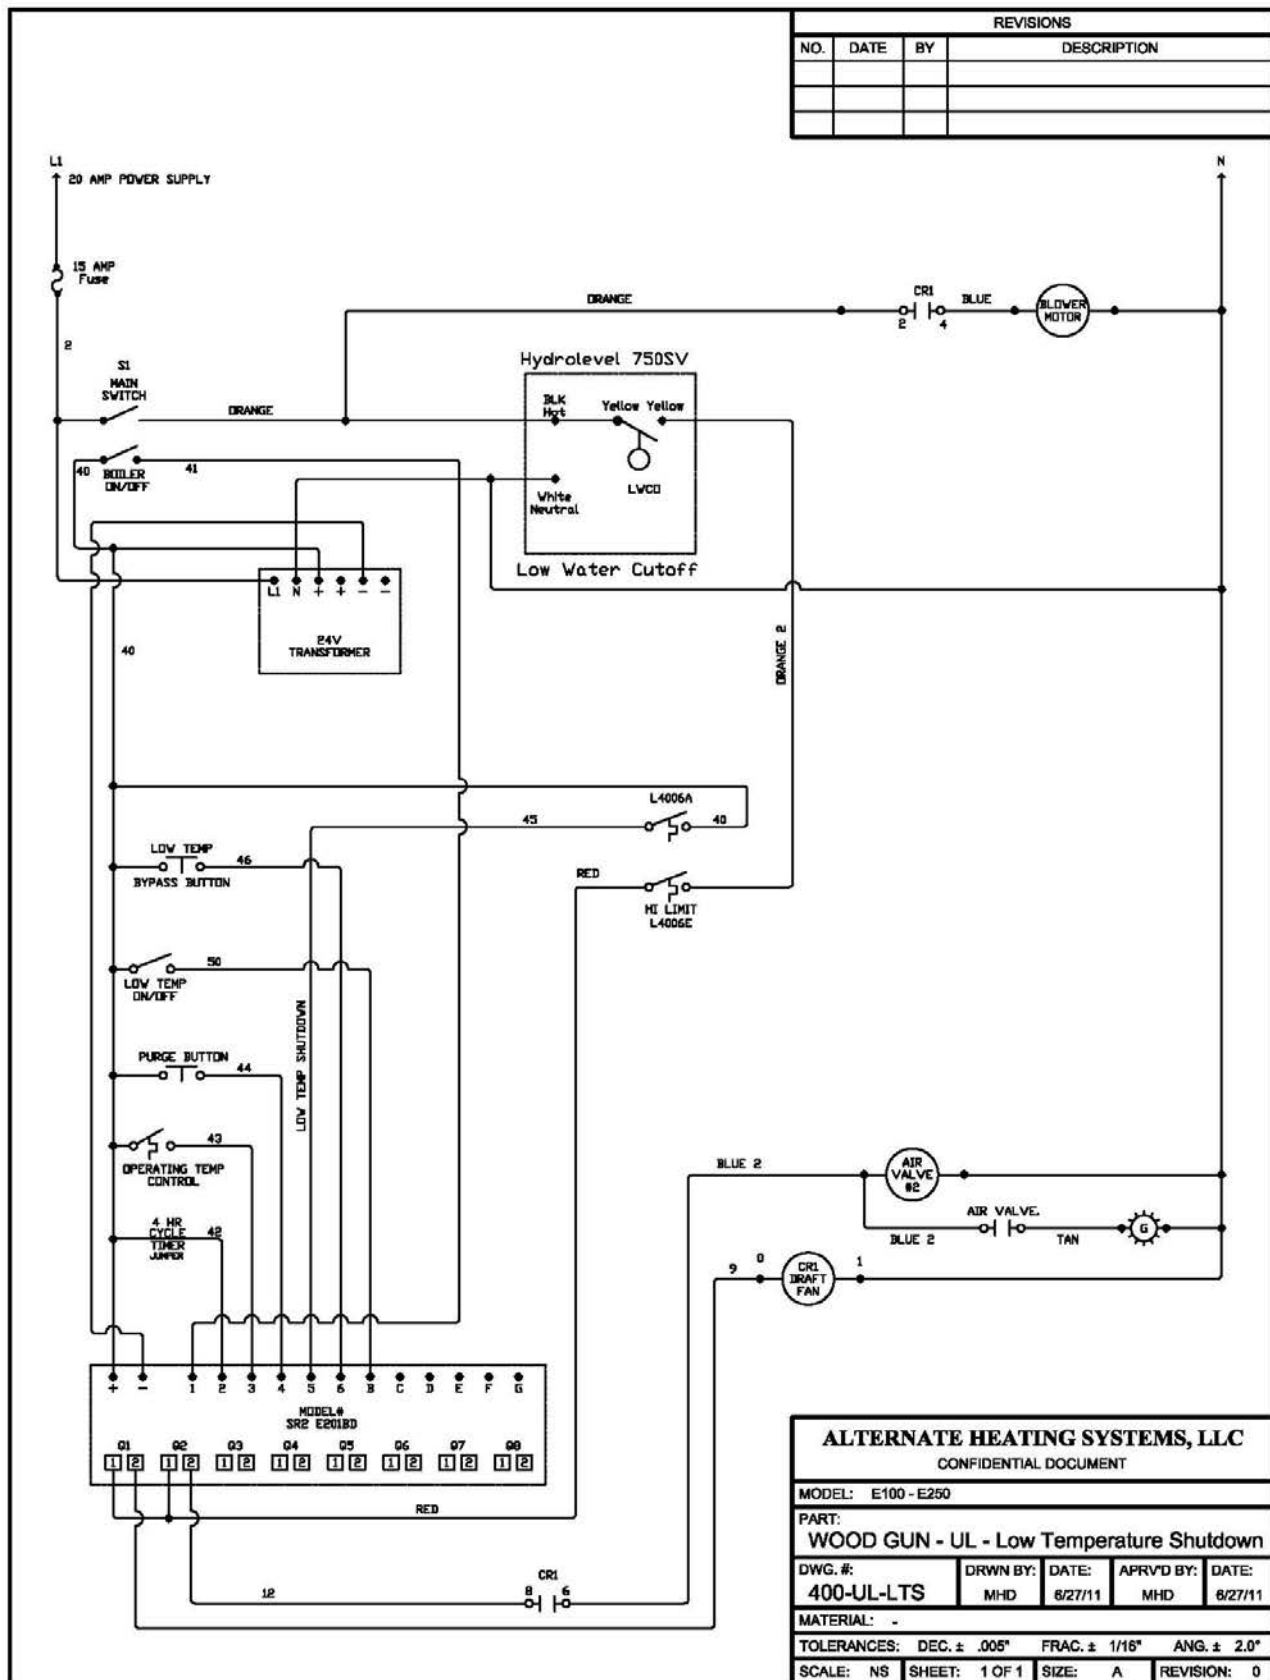 REVISIONS
NO. DATE BY DESCRIPTION
L1
20 AMP POWER SUPPLY
N
15 AMP
Fuse
ORANGE
CR1
BLUE
2 4
BLOWER
MOTOR
2
S1
MAIN
SWITCH
ORANGE
Hydrolevel 750SV
BLK
Hot
Yellow Yellow
LWCO
White
Neutral
Low Water Cutoff
40
BOILER
ON/OFF
41
L1 N + + - -
24V
TRANSFORMER
40
ORANGE 2
L4006A
45
40
LOW TEMP
46
BYPASS BUTTON
RED
HI LIMIT
L4006E
50
LOW TEMP
ON/OFF
LOW TEMP SHUTDOWN
PURGE BUTTON
44
43
OPERATING TEMP
CONTROL
4 HR
CYCLE
TIMER
JUMPER
42
BLUE 2
AIR
VALVE
#2
AIR VALVE.
BLUE 2
TAN
G
9 0
CR1
DRAFT
FAN
1
+ - 1 2 3 4 5 6 B C D E F G
MODEL#
SR2 E201BD
Q1 Q2 Q3 Q4 Q5 Q6 Q7 Q8
1 2 1 2 1 2 1 2 1 2 1 2 1 2 1 2
RED
12
CR1
8 6
ALTERNATE HEATING SYSTEMS, LLC
CONFIDENTIAL DOCUMENT
MODEL: E100 - E250
PART:
WOOD GUN - UL - Low Temperature Shutdown
DWG. #: DRWN BY: DATE: APRV'D BY: DATE:
400-UL-LTS MHD 6/27/11 MHD 6/27/11
MATERIAL: -
TOLERANCES: DEC. ± .005" FRAC. ± 1/16" ANG. ± 2.0°
SCALE: NS SHEET: 1 OF 1 SIZE: A REVISION: 0